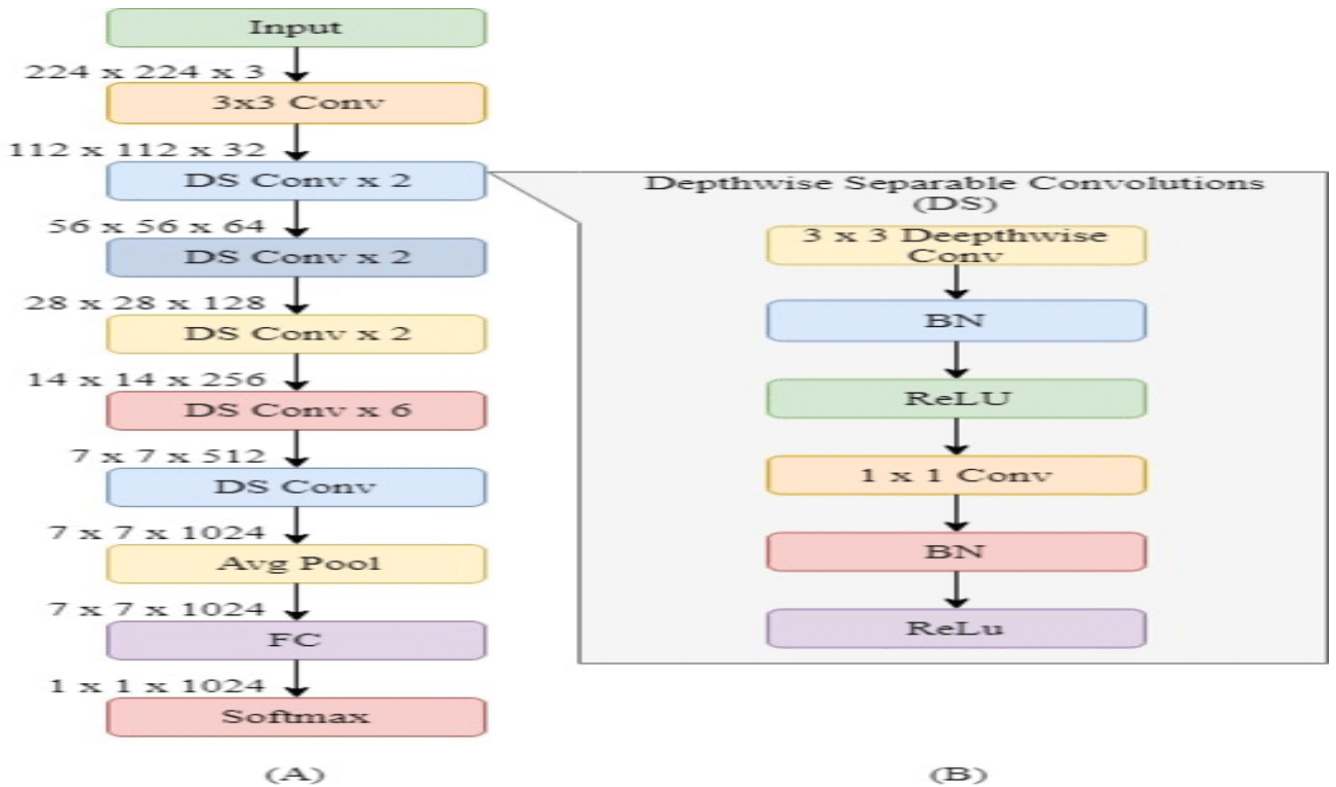 Input
224 x 224 x 3
3x3 Conv
112 x 112 x 32
DS Conv x 2
56 x 56 x 64
DS Conv x 2
28 x 28 x 128
DS Conv x 2
14 x 14 x 256
DS Conv x 6
7 x 7 x 512
DS Conv
7 x 7 x 1024
Avg Pool
7 x 7 x 1024
FC
1 x 1 x 1024
Softmax
(A)
Depthwise Separable Convolutions
(DS)
3 x 3 Deepthwise
Conv
BN
ReLU
1 x 1 Conv
BN
ReLu
(B)